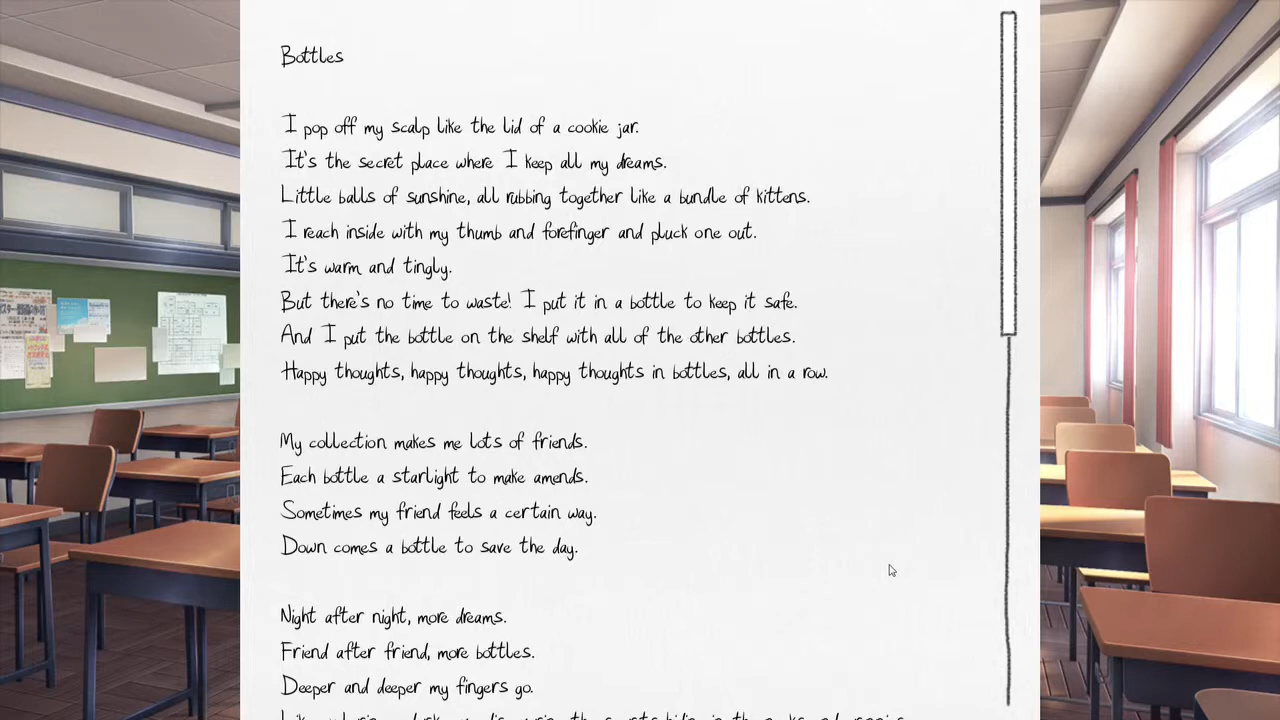 Bottles
I pop off my scalp like the lid of a cookie jar.
It's the secret place where I keep all my dreams.
Little balls of sunshine, all rubbing together like a bundle of kittens.
I reach inside with my thumb and forefinger and pluck one out.
It's warm and tingly.
But there's no time to waste! I put it in a bottle to keep it safe.
And I put the bottle on the shelf with all of the other bottles.
Happy thoughts, happy thoughts, happy thoughts in bottles, all in a row.
My collection makes me lots of friends.
Each bottle a starlight to make amends.
Sometimes my friend feels a certain way.
Down comes a bottle to save the day.
Night after night, more dreams.
Friend after friend, more bottles.
Deeper and deeper my fingers go.